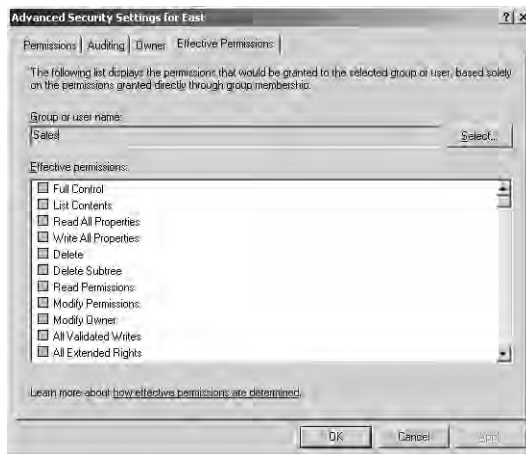 Advanced Security Settings for East
Permissions Auditing Owner Effective Permissions
The following list displays the permissions that would be granted to the selected group or user, based solely
on the permissions granted directly through group membership.
Group or user name:
Sales
Select...
Effective permissions:
Full Control
List Contents
Read All Properties
Write All Properties
Delete
Delete Subtree
Read Permissions
Modify Permissions
Modify Owner
All Validated Writes
All Extended Rights
Learn more about how effective permissions are determined.
OK Cancel Apply